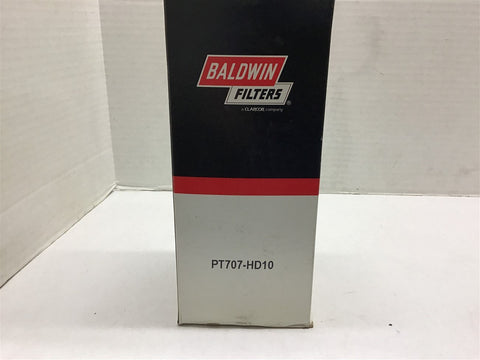 BALDWIN
FILTERS®
a CLARCOR company
PT707-HD10